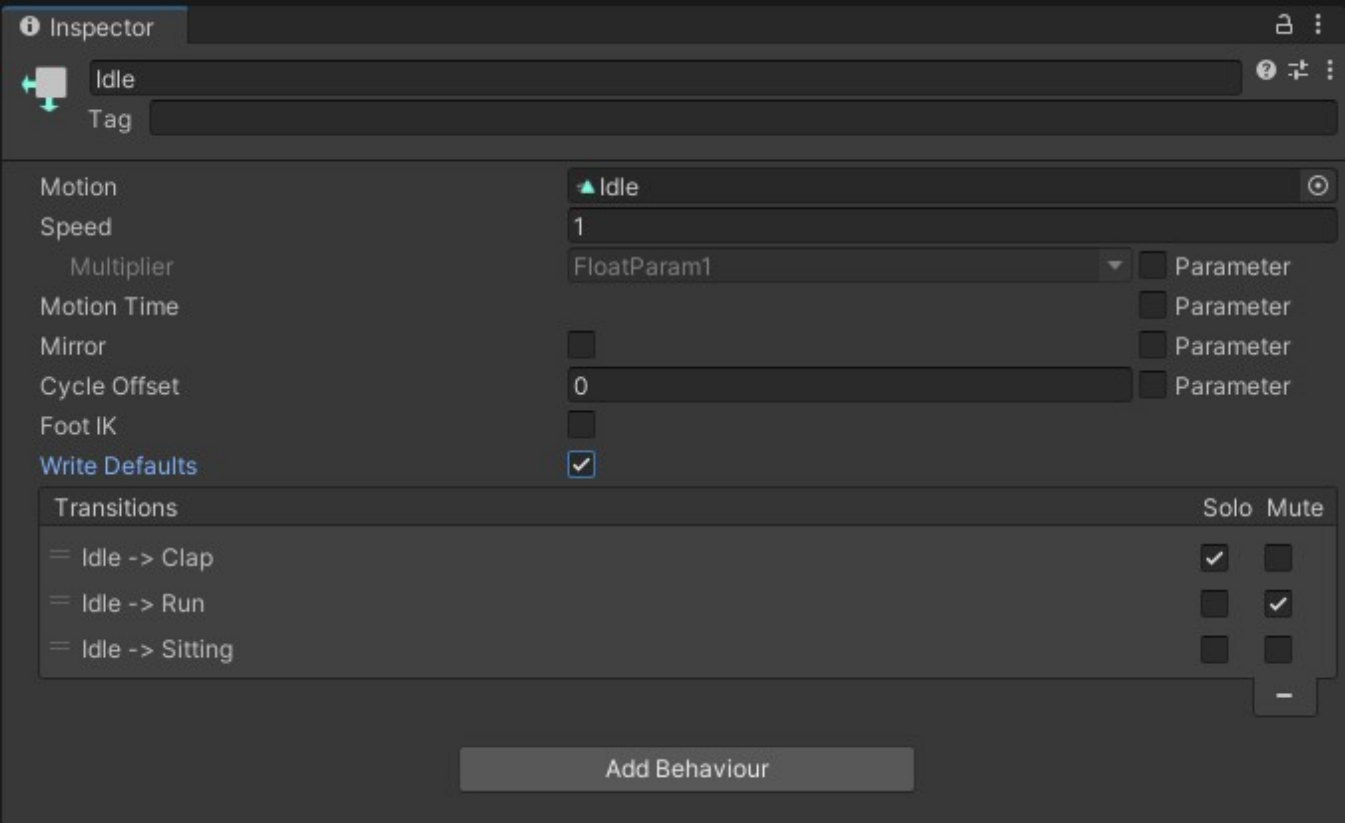 Inspector
Idle
Tag
Motion Idle
Speed 1
Multiplier FloatParam1 Parameter
Motion Time Parameter
Mirror Parameter
Cycle Offset 0 Parameter
Foot IK
Write Defaults
Transitions Solo Mute
Idle -> Clap
Idle -> Run
Idle -> Sitting
Add Behaviour